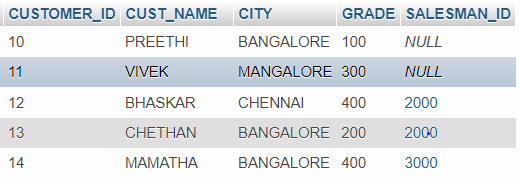 CUSTOMER_ID CUST_NAME CITY GRADE SALESMAN_ID
10 PREETHI BANGALORE 100 NULL
11 VIVEK MANGALORE 300 NULL
12 BHASKAR CHENNAI 400 2000
13 CHETHAN BANGALORE 200 2000
14 MAMATHA BANGALORE 400 3000